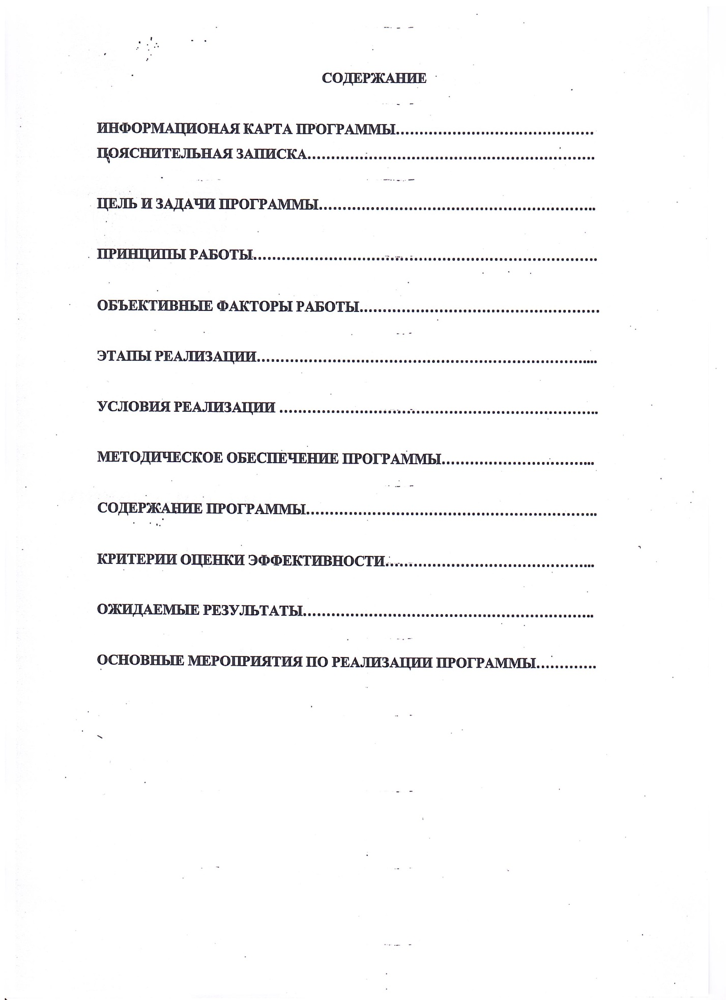 СОДЕРЖАНИЕ
ИНФОРМАЦИОНАЯ КАРТА ПРОГРАММЫ……………………………………
ПОЯСНИТЕЛЬНАЯ ЗАПИСКА……………………………………………………
ЦЕЛЬ И ЗАДАЧИ ПРОГРАММЫ…………………………………………………..
ПРИНЦИПЫ РАБОТЫ………………………………………………………………
ОБЪЕКТИВНЫЕ ФАКТОРЫ РАБОТЫ……………………………………………
ЭТАПЫ РЕАЛИЗАЦИИ……………………………………………………………...
УСЛОВИЯ РЕАЛИЗАЦИИ …………………………………………………………..
МЕТОДИЧЕСКОЕ ОБЕСПЕЧЕНИЕ ПРОГРАММЫ…………………………...
СОДЕРЖАНИЕ ПРОГРАММЫ……………………………………………………..
КРИТЕРИИ ОЦЕНКИ ЭФФЕКТИВНОСТИ……………………………………...
ОЖИДАЕМЫЕ РЕЗУЛЬТАТЫ……………………………………………………..
ОСНОВНЫЕ МЕРОПРИЯТИЯ ПО РЕАЛИЗАЦИИ ПРОГРАММЫ………….